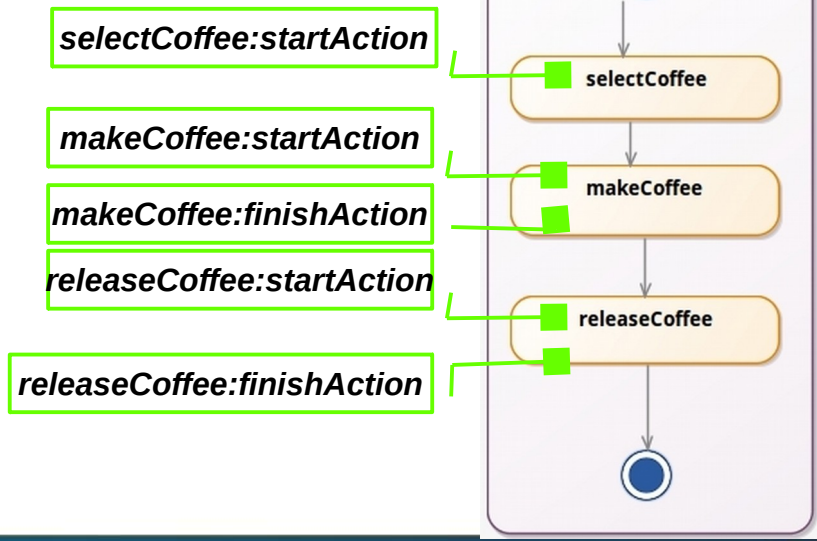 selectCoffee:startAction
selectCoffee
makeCoffee:startAction
makeCoffee
makeCoffee:finishAction
releaseCoffee:startAction
releaseCoffee
releaseCoffee:finishAction